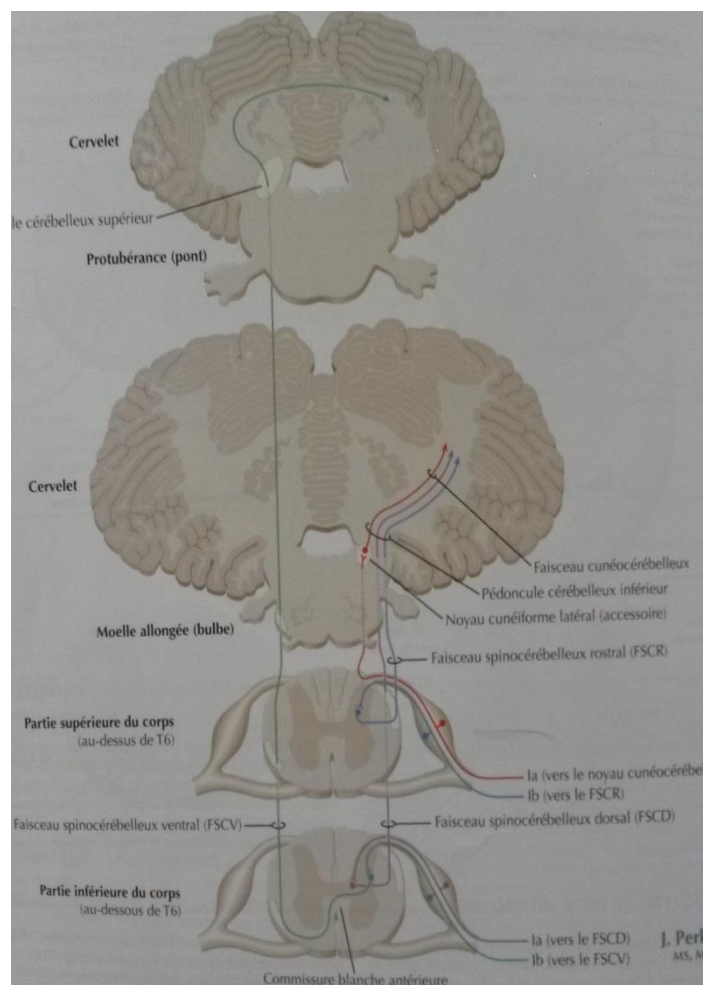 Cervelet
le cérébelleux supérieur
Protubérance (pont)
Cervelet
Faisceau cunéocérébelleux
Pédoncule cérébelleux inférieur
Noyau cunéiforme latéral (accessoire)
Moelle allongée (bulbe)
Faisceau spinocérébelleux rostral (FSCR)
Partie supérieure du corps
(au-dessus de T6)
Ia (vers le noyau cunéocérébe
Ib (vers le FSCR)
Faisceau spinocérébelleux ventral (FSCV)
Faisceau spinocérébelleux dorsal (FSCD)
Partie inférieure du corps
(au-dessous de T6)
Ia (vers le FSCD)
Ib (vers le FSCV)
J. Per
MS, M
Commissure blanche antérieure